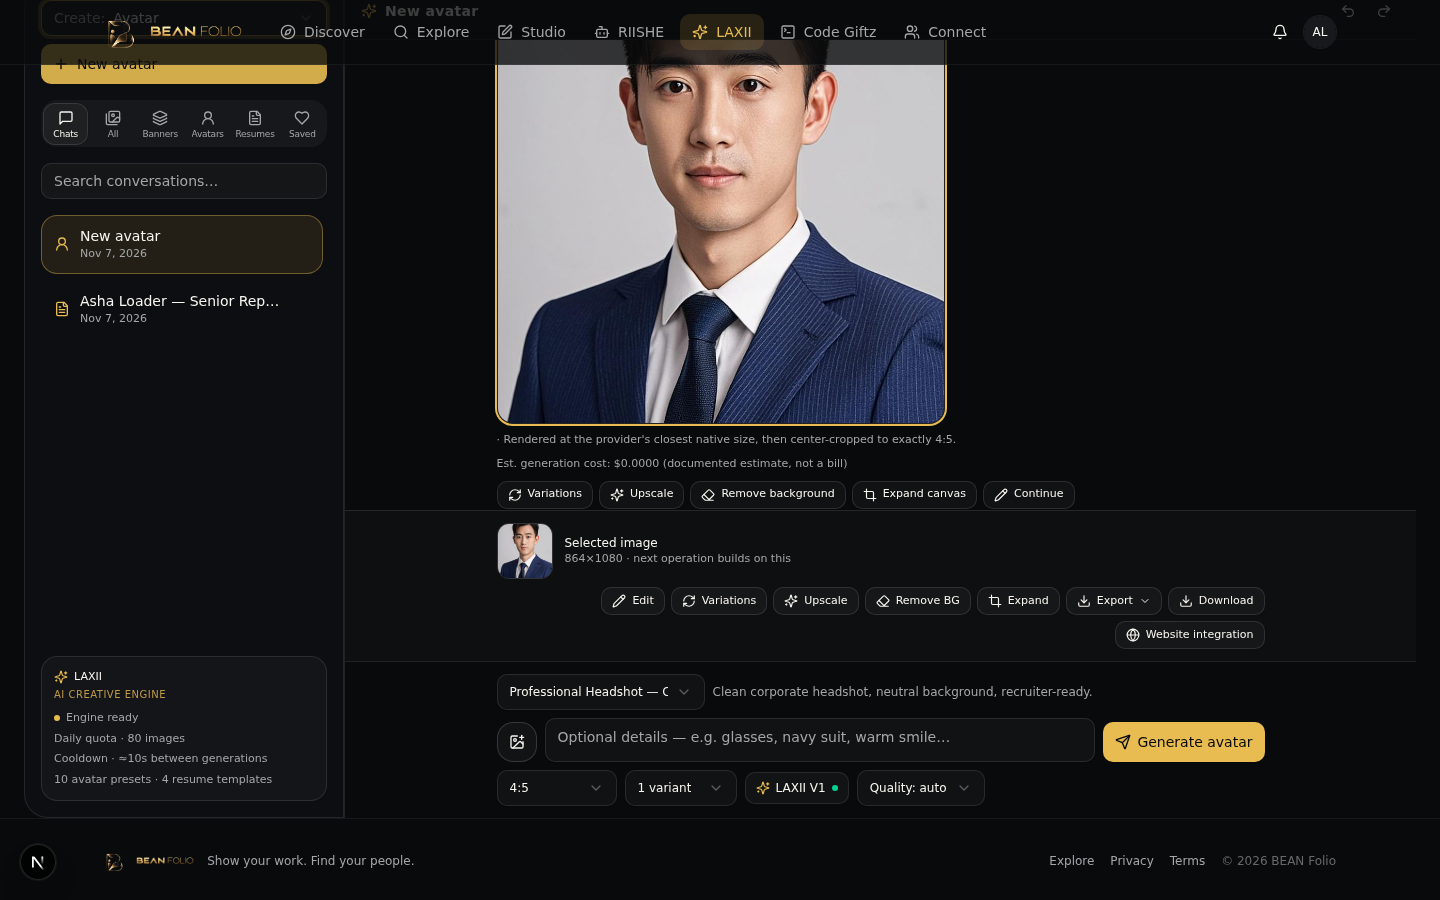 Create: Avatar
New avatar
BEAN FOLIO
Discover
Explore
Studio
RIISHE
LAXII
Code Giftz
Connect
AL
+ New avatar
Chats
All
Banners
Avatars
Resumes
Saved
Search conversations...
New avatar
Nov 7, 2026
Asha Loader — Senior Rep...
Nov 7, 2026
LAXII
AI CREATIVE ENGINE
Engine ready
Daily quota · 80 images
Cooldown · ≈10s between generations
10 avatar presets · 4 resume templates
· Rendered at the provider's closest native size, then center-cropped to exactly 4:5.
Est. generation cost: $0.0000 (documented estimate, not a bill)
Variations
Upscale
Remove background
Expand canvas
Continue
Selected image
864×1080 · next operation builds on this
Edit
Variations
Upscale
Remove BG
Expand
Export
Download
Website integration
Professional Headshot —
Clean corporate headshot, neutral background, recruiter-ready.
Optional details — e.g. glasses, navy suit, warm smile...
Generate avatar
4:5
1 variant
LAXII V1
Quality: auto
N
BEAN FOLIO
Show your work. Find your people.
Explore
Privacy
Terms
© 2026 BEAN Folio